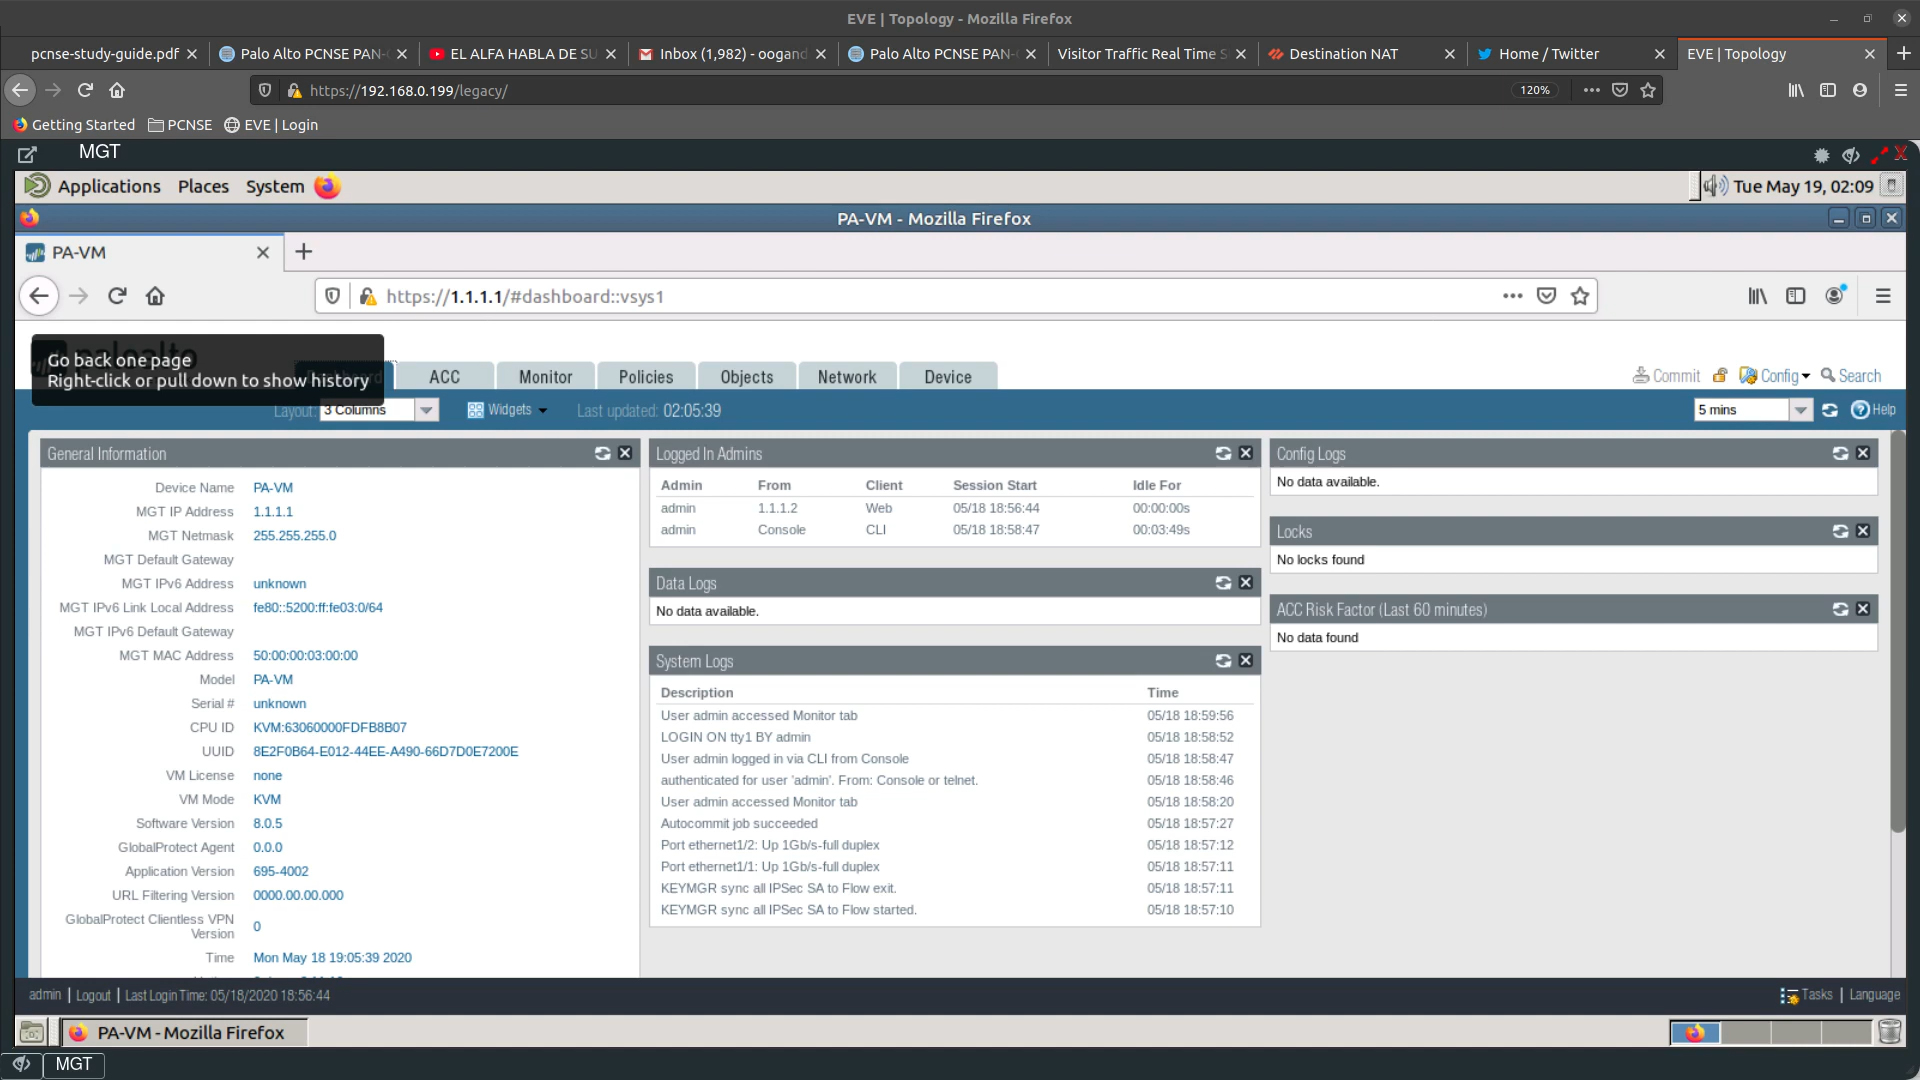 EVE | Topology - Mozilla Firefox
pcnse-study-guide.pdf
Palo Alto PCNSE PAN-
EL ALFA HABLA DE SU
Inbox (1,982) - oogand
Palo Alto PCNSE PAN-
Visitor Traffic Real Time S
Destination NAT
Home / Twitter
EVE | Topology
https://192.168.0.199/legacy/
120%
Getting Started
PCNSE
EVE | Login
MGT
Applications Places System
Tue May 19, 02:09
PA-VM - Mozilla Firefox
PA-VM
https://1.1.1.1/#dashboard::vsys1
paloalto
Go back one page
Right-click or pull down to show history
Dashboard
ACC
Monitor
Policies
Objects
Network
Device
Commit
Config
Search
Layout: 3 Columns
Widgets
Last updated: 02:05:39
5 mins
Help
General Information
Device Name PA-VM
MGT IP Address 1.1.1.1
MGT Netmask 255.255.255.0
MGT Default Gateway
MGT IPv6 Address unknown
MGT IPv6 Link Local Address fe80::5200:ff:fe03:0/64
MGT IPv6 Default Gateway
MGT MAC Address 50:00:00:03:00:00
Model PA-VM
Serial # unknown
CPU ID KVM:63060000FDFB8B07
UUID 8E2F0B64-E012-44EE-A490-66D7D0E7200E
VM License none
VM Mode KVM
Software Version 8.0.5
GlobalProtect Agent 0.0.0
Application Version 695-4002
URL Filtering Version 0000.00.00.000
GlobalProtect Clientless VPN
Version 0
Time Mon May 18 19:05:39 2020
Logged In Admins
Admin From Client Session Start Idle For
admin 1.1.1.2 Web 05/18 18:56:44 00:00:00s
admin Console CLI 05/18 18:58:47 00:03:49s
Data Logs
No data available.
System Logs
Description Time
User admin accessed Monitor tab 05/18 18:59:56
LOGIN ON tty1 BY admin 05/18 18:58:52
User admin logged in via CLI from Console 05/18 18:58:47
authenticated for user 'admin'. From: Console or telnet. 05/18 18:58:46
User admin accessed Monitor tab 05/18 18:58:20
Autocommit job succeeded 05/18 18:57:27
Port ethernet1/2: Up 1Gb/s-full duplex 05/18 18:57:12
Port ethernet1/1: Up 1Gb/s-full duplex 05/18 18:57:11
KEYMGR sync all IPSec SA to Flow exit. 05/18 18:57:11
KEYMGR sync all IPSec SA to Flow started. 05/18 18:57:10
Config Logs
No data available.
Locks
No locks found
ACC Risk Factor (Last 60 minutes)
No data found
admin | Logout | Last Login Time: 05/18/2020 18:56:44
Tasks | Language
PA-VM - Mozilla Firefox
MGT